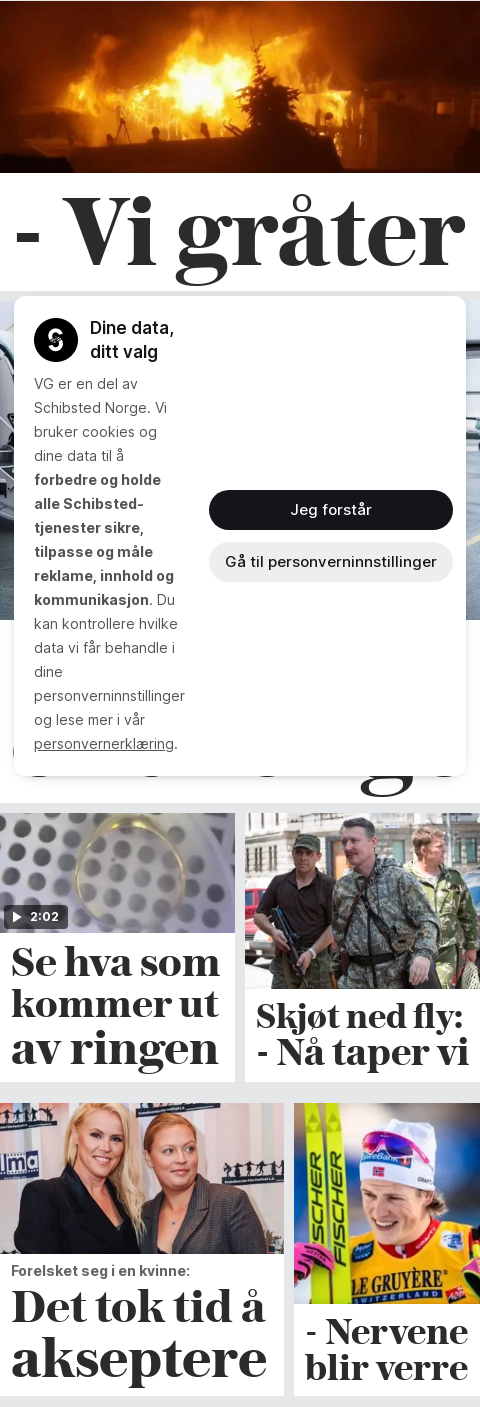 - Vi gråter
Dine data,
ditt valg
VG er en del av
Schibsted Norge. Vi
bruker cookies og
dine data til å
forbedre og holde
alle Schibsted-
tjenester sikre,
tilpasse og måle
reklame, innhold og
kommunikasjon. Du
kan kontrollere hvilke
data vi får behandle i
dine
personverninnstillinger
og lese mer i vår
personvernerklæring.
Jeg forstår
Gå til personverninnstillinger
2:02
Se hva som
kommer ut
av ringen
Skjøt ned fly:
- Nå taper vi
Forelsket seg i en kvinne:
Det tok tid å
akseptere
FISCHER
FISCHER
LE GRUYÈRE
SWITZERLAND
- Nervene
blir verre